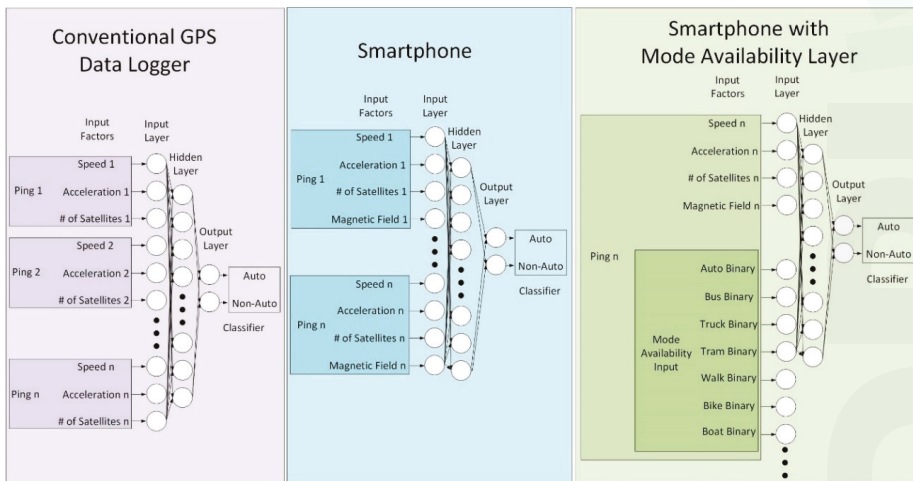 Conventional GPS
Data Logger
Input
Factors
Input
Layer
Hidden
Layer
Output
Layer
Ping 1
Speed 1
Acceleration 1
# of Satellites 1
Ping 2
Speed 2
Acceleration 2
# of Satellites 2
Ping n
Speed n
Acceleration n
# of Satellites n
Auto
Non-Auto
Classifier
Smartphone
Input
Factors
Input
Layer
Hidden
Layer
Output
Layer
Ping 1
Speed 1
Acceleration 1
# of Satellites 1
Magnetic Field 1
Ping n
Speed n
Acceleration n
# of Satellites n
Magnetic Field n
Auto
Non-Auto
Classifier
Smartphone with
Mode Availability Layer
Input
Factors
Input
Layer
Hidden
Layer
Output
Layer
Ping n
Speed n
Acceleration n
# of Satellites n
Magnetic Field n
Mode
Availability
Input
Auto Binary
Bus Binary
Truck Binary
Tram Binary
Walk Binary
Bike Binary
Boat Binary
Auto
Non-Auto
Classifier